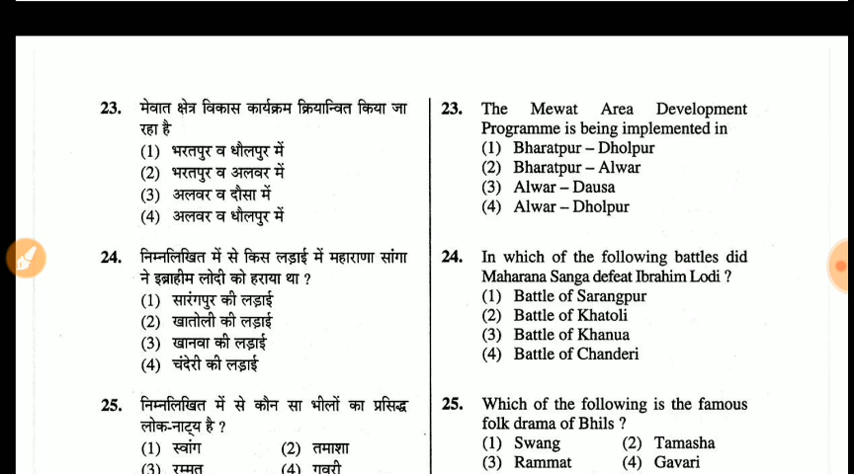 23. मेवात क्षेत्र विकास कार्यक्रम क्रियान्वित किया जा
रहा है
(1) भरतपुर व धौलपुर में
(2) भरतपुर व अलवर में
(3) अलवर व दौसा में
(4) अलवर व धौलपुर में
24. निम्नलिखित में से किस लड़ाई में महाराणा सांगा
ने इब्राहीम लोदी को हराया था ?
(1) सारंगपुर की लड़ाई
(2) खातोली की लड़ाई
(3) खानवा की लड़ाई
(4) चंदेरी की लड़ाई
25. निम्नलिखित में से कौन सा भीलों का प्रसिद्ध
लोक-नाट्य है ?
(1) स्वांग (2) तमाशा
(3) रम्मत (4) गवरी
23. The Mewat Area Development
Programme is being implemented in
(1) Bharatpur – Dholpur
(2) Bharatpur – Alwar
(3) Alwar – Dausa
(4) Alwar – Dholpur
24. In which of the following battles did
Maharana Sanga defeat Ibrahim Lodi ?
(1) Battle of Sarangpur
(2) Battle of Khatoli
(3) Battle of Khanua
(4) Battle of Chanderi
25. Which of the following is the famous
folk drama of Bhils ?
(1) Swang (2) Tamasha
(3) Rammat (4) Gavari